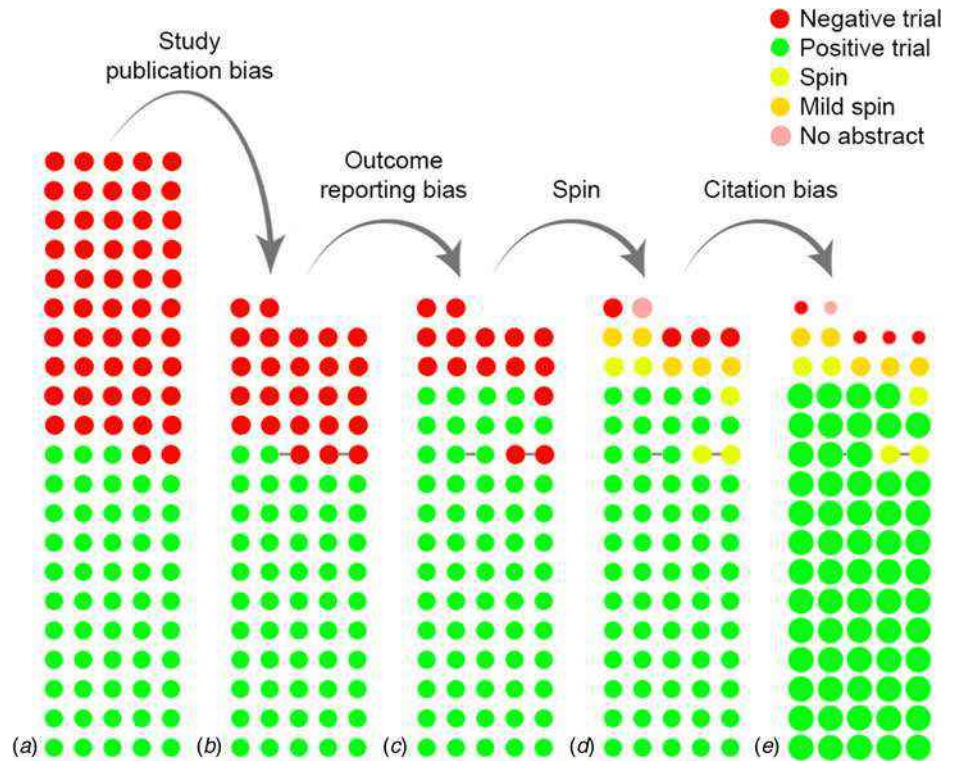 Negative trial
Positive trial
Spin
Mild spin
No abstract
Study
publication bias
Outcome
reporting bias
Spin
Citation bias
(a)
(b)
(c)
(d)
(e)